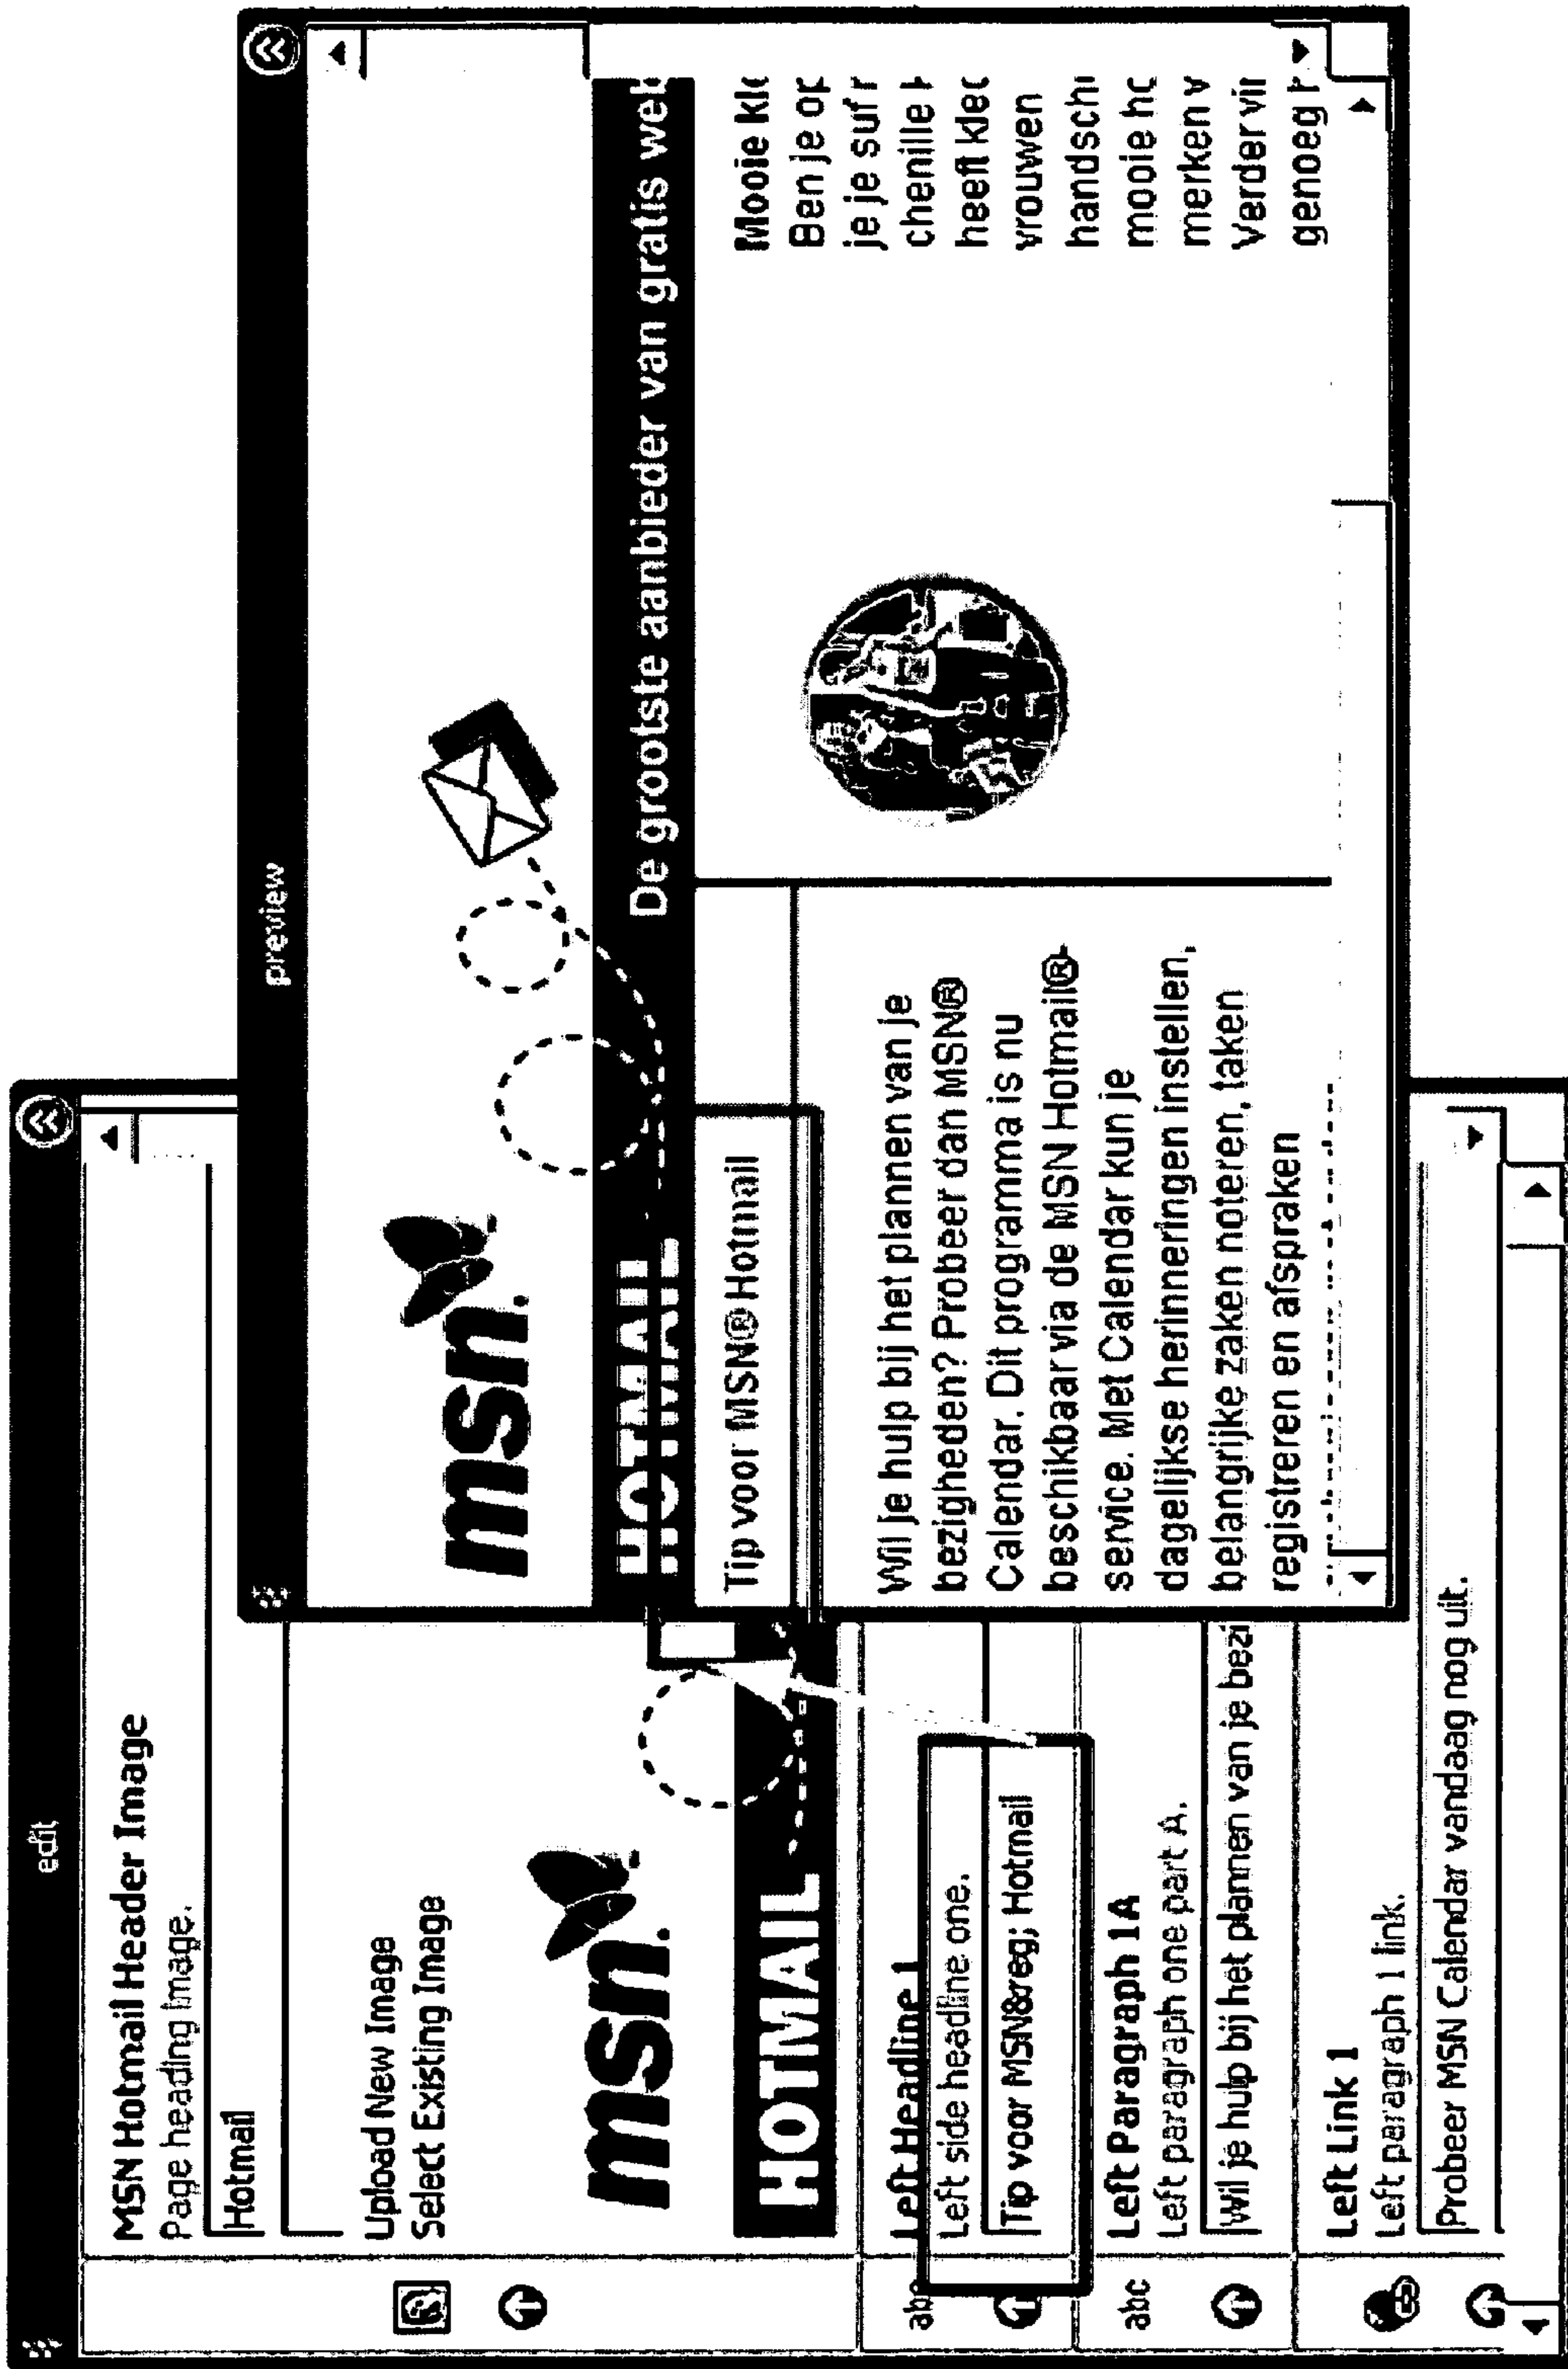 edit
MSN Hotmail Header Image
Page heading image.
Hotmail
Upload New Image
Select Existing Image
msn.
HOTMAIL
abc
Left Headline 1
Left side headline one.
Tip voor MSN&reg; Hotmail
abc
Left Paragraph 1A
Left paragraph one part A.
Wil je hulp bij het plannen van je bezi
Left Link 1
Left paragraph 1 link.
Probeer MSN Calendar vandaag nog uit.
preview
msn.
HOTMAIL
De grootste aanbieder van gratis web
Tip voor MSN® Hotmail
Wil je hulp bij het plannen van je
bezigheden? Probeer dan MSN®
Calendar. Dit programma is nu
beschikbaar via de MSN Hotmail®
service. Met Calendar kun je
dagelijkse herinneringen instellen,
belangrijke zaken noteren, taken
registreren en afspraken
Mooie
Ben je op
je je suf
chenille
heeft
vrouwen
mooie
merken v
Verder
genoeg